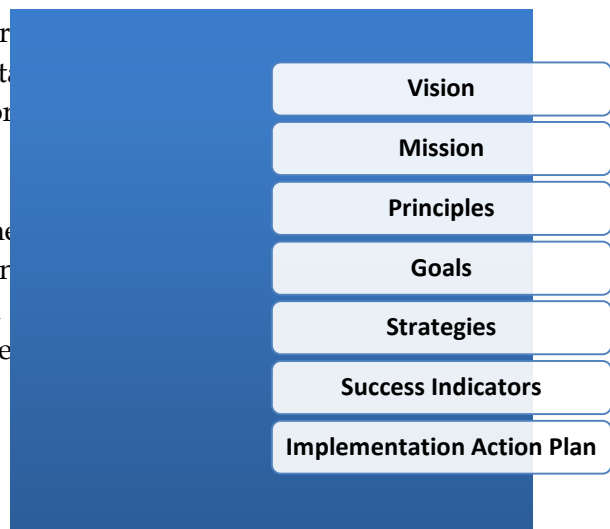 Vision
Mission
Principles
Goals
Strategies
Success Indicators
Implementation Action Plan